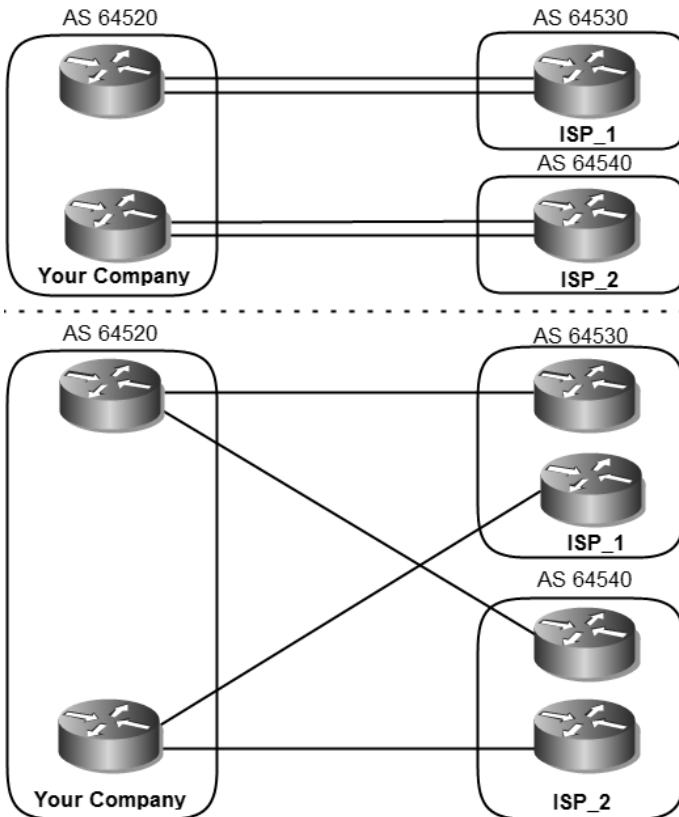 AS 64520
AS 64530
ISP_1
AS 64540
Your Company
ISP_2
AS 64520
AS 64530
ISP_1
AS 64540
Your Company
ISP_2